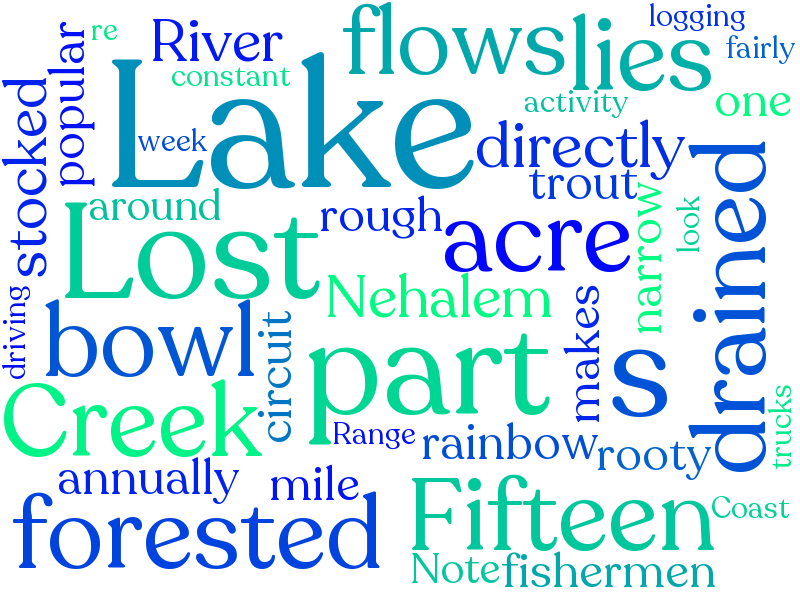 logging
re
River
flows
lies
fairly
constant
popular
Lake
activity
one
week
stocked
directly
trout
around
rough
acre
narrow
look
drained
Lost
Nehalem
driving
bowl
circuit
makes
part
s
Creek
Range
rainbow
rooty
trucks
annually
mile
Fifteen
Coast
forested
Note
fishermen